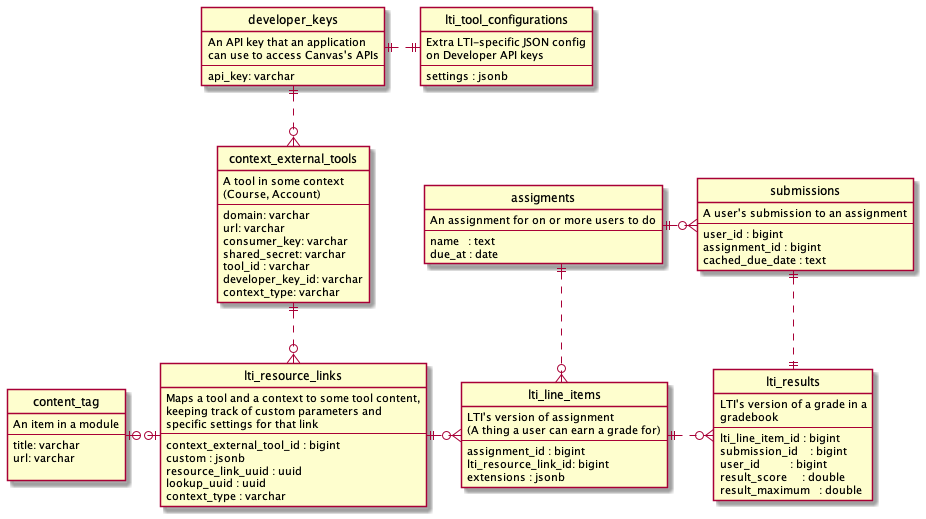 developer_keys
An API key that an application
can use to access Canvas's APIs
api_key: varchar
lti_tool_configurations
Extra LTI-specific JSON config
on Developer API keys
settings : jsonb
context_external_tools
A tool in some context
(Course, Account)
domain: varchar
url: varchar
consumer_key: varchar
shared_secret: varchar
tool_id : varchar
developer_key_id: varchar
context_type: varchar
assigments
An assignment for on or more users to do
name : text
due_at : date
submissions
A user's submission to an assignment
user_id : bigint
assignment_id : bigint
cached_due_date : text
content_tag
An item in a module
title: varchar
url: varchar
lti_resource_links
Maps a tool and a context to some tool content,
keeping track of custom parameters and
specific settings for that link
context_external_tool_id : bigint
custom : jsonb
resource_link_uuid : uuid
lookup_uuid : uuid
context_type : varchar
lti_line_items
LTI's version of assignment
(A thing a user can earn a grade for)
assignment_id : bigint
lti_resource_link_id: bigint
extensions : jsonb
lti_results
LTI's version of a grade in a
gradebook
lti_line_item_id : bigint
submission_id : bigint
user_id : bigint
result_score : double
result_maximum : double